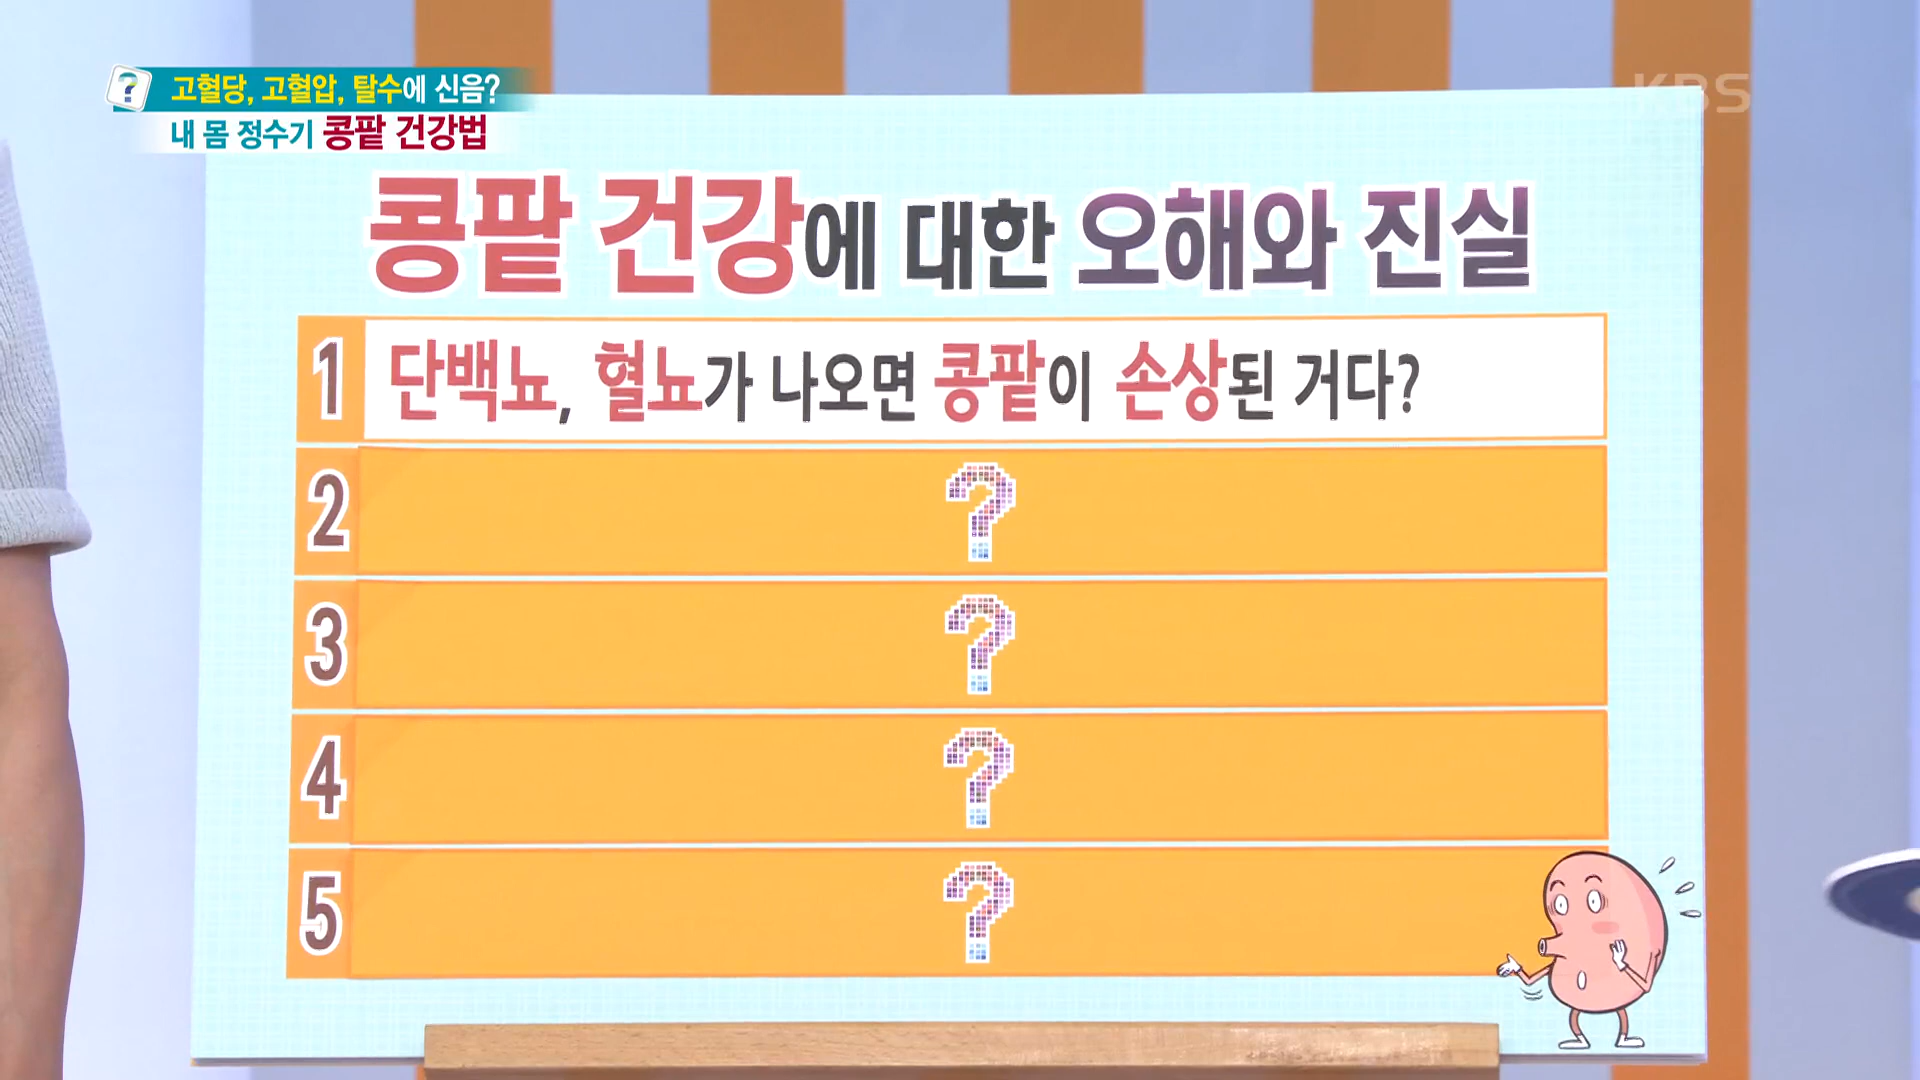 고혈당, 고혈압, 탈수에 신음?
내 몸 정수기 콩팥 건강법
KBS
콩팥 건강에 대한 오해와 진실
1 단백뇨, 혈뇨가 나오면 콩팥이 손상된 거다?
2 ?
3 ?
4 ?
5 ?